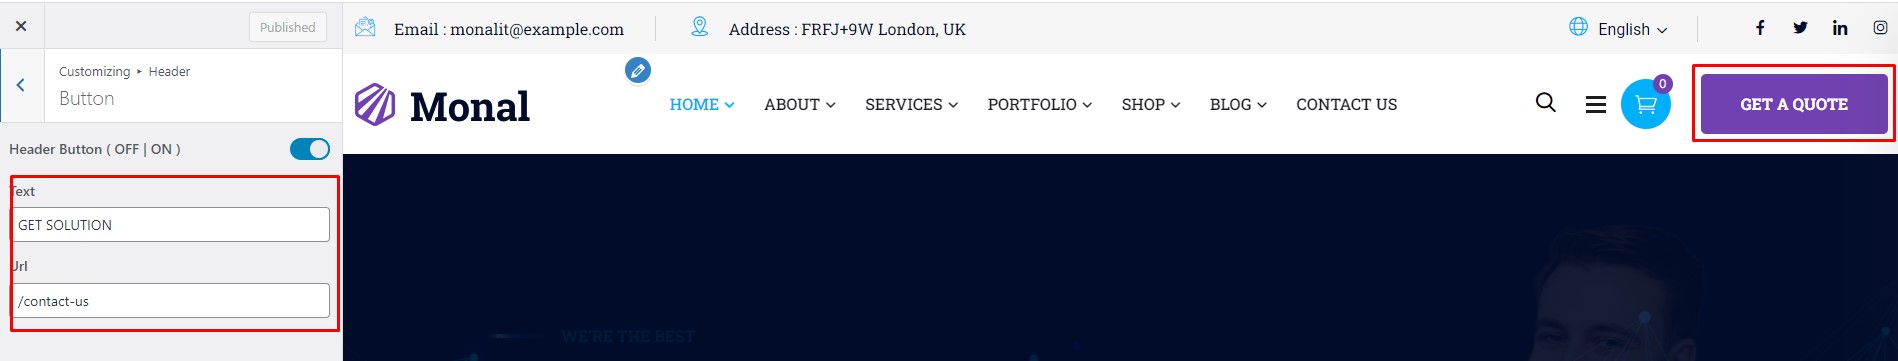 Published
Customizing ▸ Header
Button
Header Button ( OFF | ON )
Text
GET SOLUTION
Url
/contact-us
Email : monalit@example.com
Address : FRFJ+9W London, UK
English
Monal
HOME ABOUT SERVICES PORTFOLIO SHOP BLOG CONTACT US
0
GET A QUOTE
WE'RE THE BEST